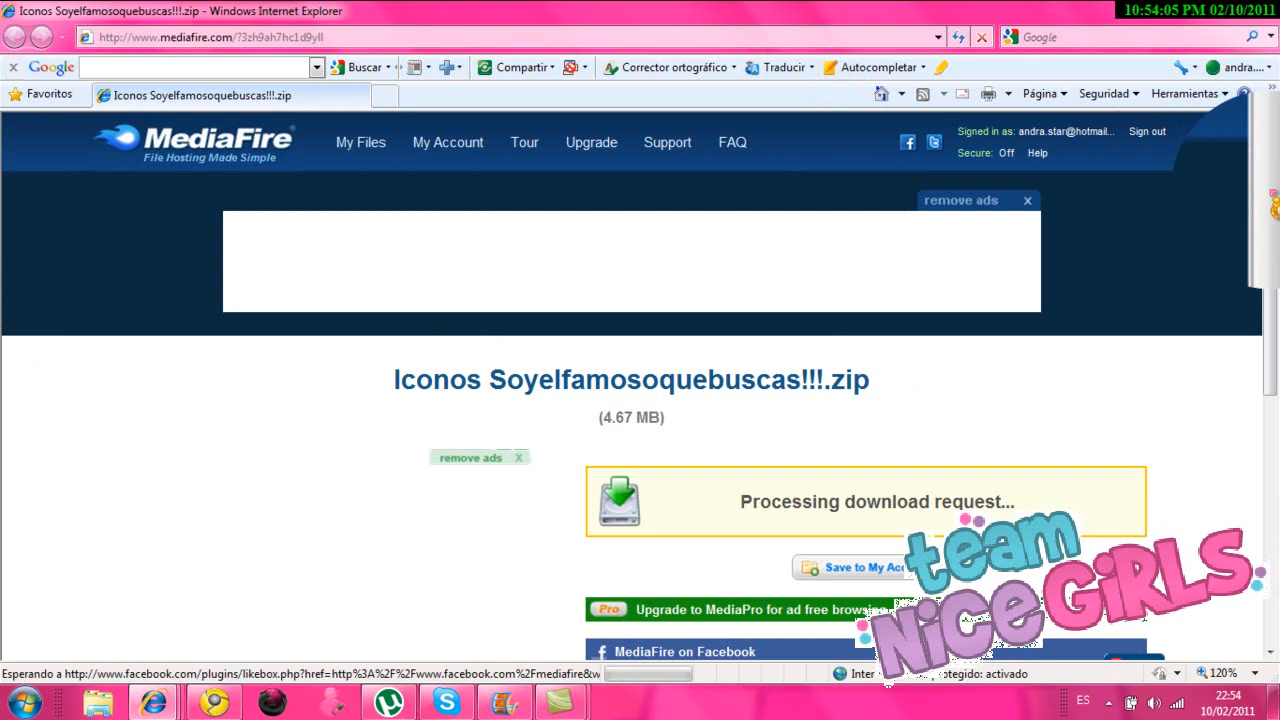 Iconos Soyelfamosoquebuscas!!!.zip - Windows Internet Explorer
10:54:05 PM 02/10/2011
http://www.mediafire.com/?3zh9ah7hc1d9yll
Google
x Google Buscar Compartir Corrector ortográfico Traducir Autocompletar andra....
Favoritos Iconos Soyelfamosoquebuscas!!!.zip Página Seguridad Herramientas
MediaFire
File Hosting Made Simple
My Files My Account Tour Upgrade Support FAQ
Signed in as: andra.star@hotmail... Sign out
Secure: Off Help
remove ads x
Iconos Soyelfamosoquebuscas!!!.zip
(4.67 MB)
remove ads x
Processing download request...
Save to My Acc
Pro Upgrade to MediaPro for ad free browsing
MediaFire on Facebook
team
NiCe GiRLS
Esperando a http://www.facebook.com/plugins/likebox.php?href=http%3A%2F%2Fwww.facebook.com%2Fmediafire&w
Inter protegido: activado
120%
ES
22:54
10/02/2011